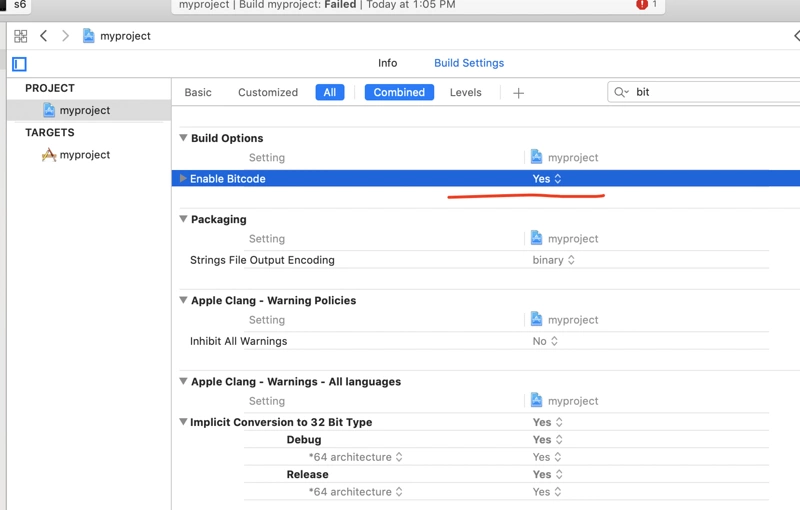 s6
myproject | Build myproject: Failed | Today at 1:05 PM
1
myproject
Info
Build Settings
PROJECT
myproject
TARGETS
myproject
Basic
Customized
All
Combined
Levels
bit
Build Options
Setting
myproject
Enable Bitcode
Yes
Packaging
Setting
myproject
Strings File Output Encoding
binary
Apple Clang - Warning Policies
Setting
myproject
Inhibit All Warnings
No
Apple Clang - Warnings - All languages
Setting
myproject
Implicit Conversion to 32 Bit Type
Yes
Debug
Yes
*64 architecture
Yes
Release
Yes
*64 architecture
Yes